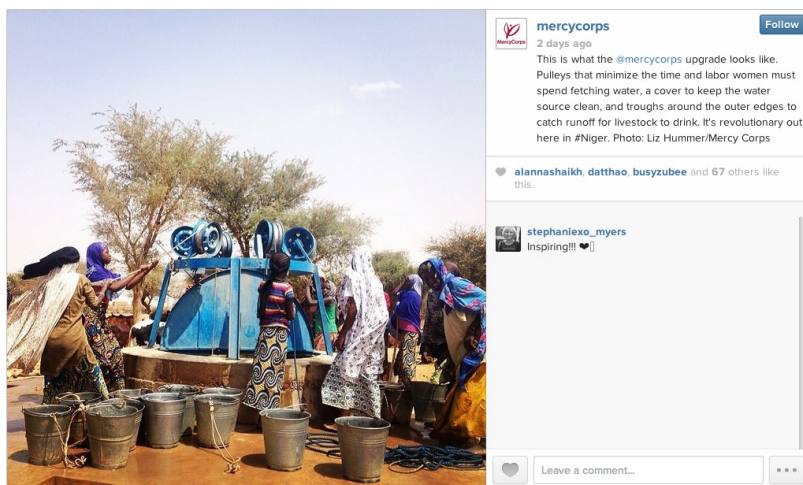 mercycorps
Follow
MercyCorps
2 days ago
This is what the @mercycorps upgrade looks like.
Pulleys that minimize the time and labor women must
spend fetching water, a cover to keep the water
source clean, and troughs around the outer edges to
catch runoff for livestock to drink. It's revolutionary out
here in #Niger. Photo: Liz Hummer/Mercy Corps
alannashaikh, datthao, busyzubee and 67 others like
this.
stephaniexo_myers
Inspiring!!! ❤
Leave a comment...